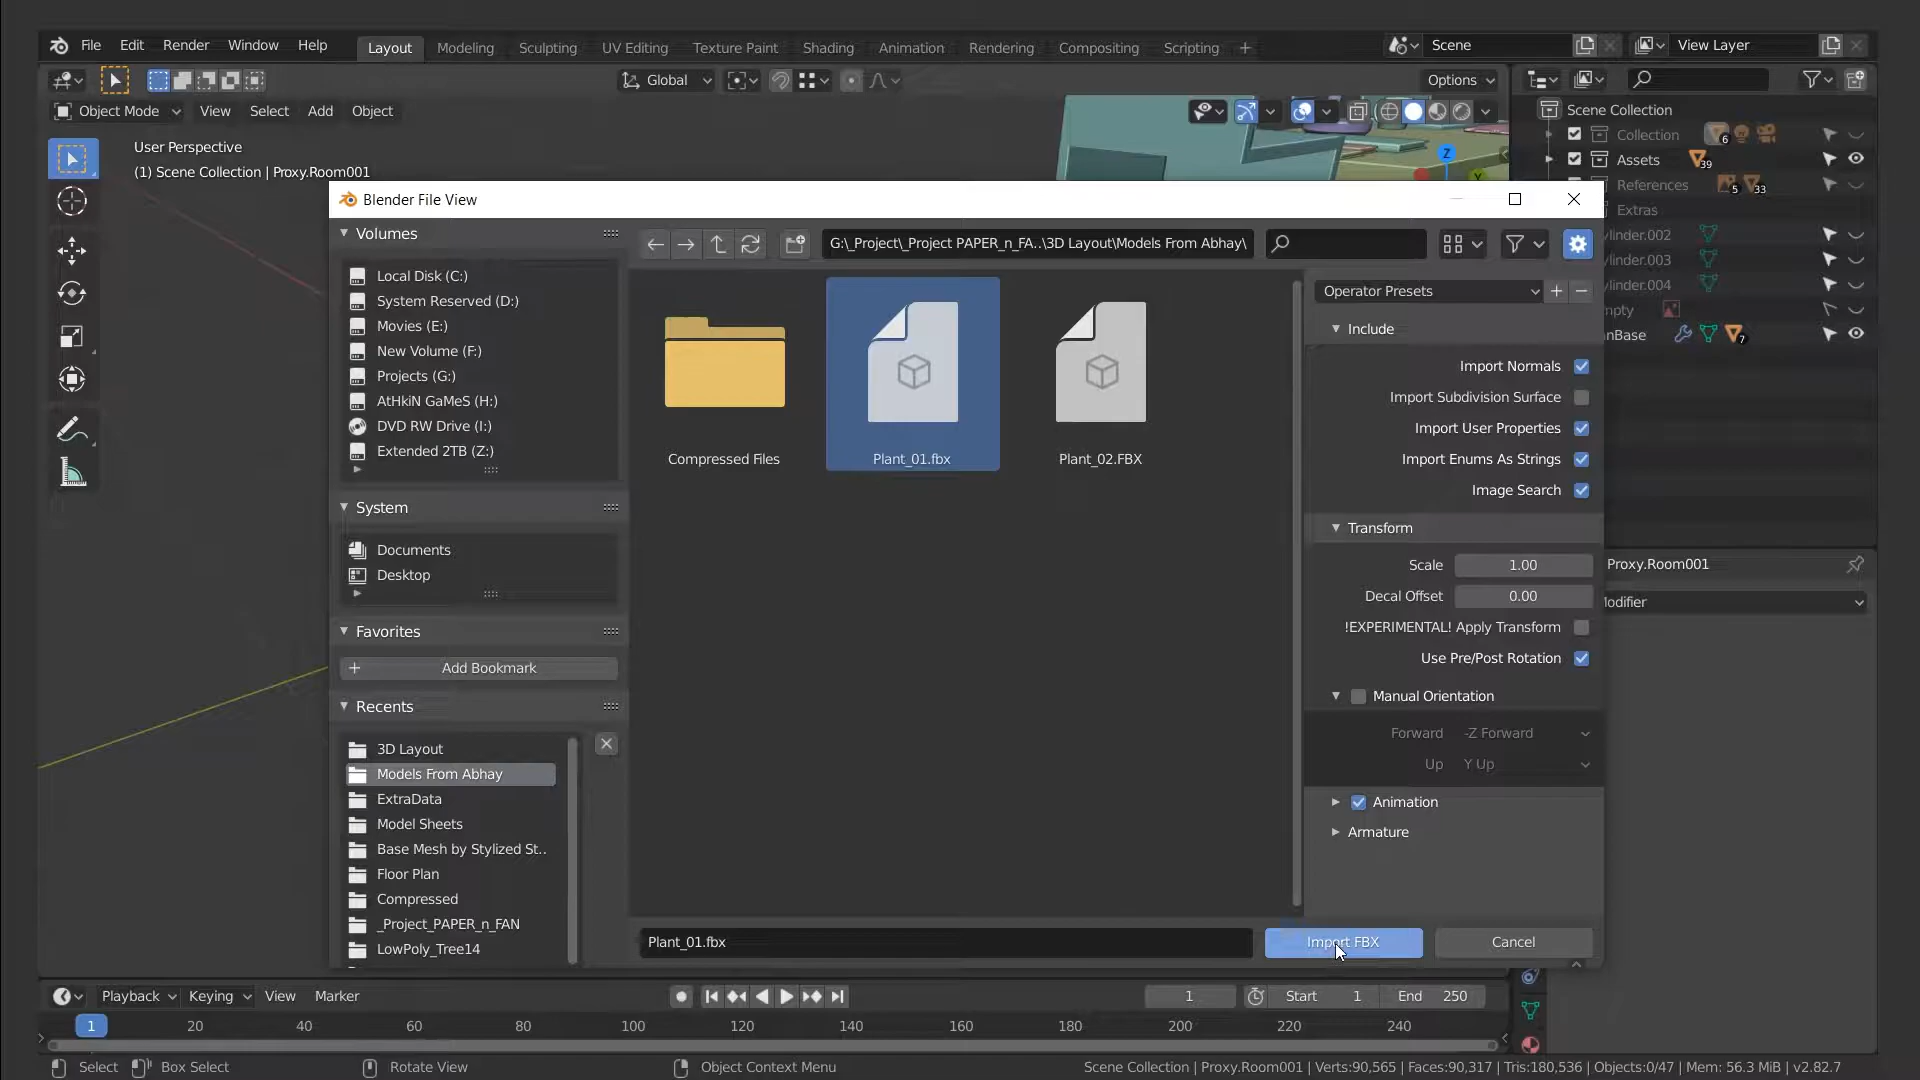 File Edit Render Window Help Layout Modeling Sculpting UV Editing Texture Paint Shading Animation Rendering Compositing Scripting + Scene View Layer
Global Options
Object Mode View Select Add Object
User Perspective
(1) Scene Collection | Proxy.Room001
Z
Y
Scene Collection
Collection 6
Assets 39
References 5 33
Extras
ylinder.002
ylinder.003
ylinder.004
mpty
nBase 7
Proxy.Room001
Modifier
Blender File View
Volumes
Local Disk (C:)
System Reserved (D:)
Movies (E:)
New Volume (F:)
Projects (G:)
AtHkiN GaMeS (H:)
DVD RW Drive (I:)
Extended 2TB (Z:)
System
Documents
Desktop
Favorites
+ Add Bookmark
Recents
3D Layout
Models From Abhay
ExtraData
Model Sheets
Base Mesh by Stylized St..
Floor Plan
Compressed
_Project_PAPER_n_FAN
LowPoly_Tree14
G:\_Project\_Project PAPER_n_FA..\3D Layout\Models From Abhay\
Compressed Files
Plant_01.fbx
Plant_02.FBX
Operator Presets
Include
Import Normals
Import Subdivision Surface
Import User Properties
Import Enums As Strings
Image Search
Transform
Scale 1.00
Decal Offset 0.00
!EXPERIMENTAL! Apply Transform
Use Pre/Post Rotation
Manual Orientation
Forward -Z Forward
Up Y Up
Animation
Armature
Plant_01.fbx
Import FBX
Cancel
Playback Keying View Marker 1 Start 1 End 250
1 20 40 60 80 100 120 140 160 180 200 220 240
Select Box Select Rotate View Object Context Menu
Scene Collection | Proxy.Room001 | Verts:90,565 | Faces:90,317 | Tris:180,536 | Objects:0/47 | Mem: 56.3 MiB | v2.82.7